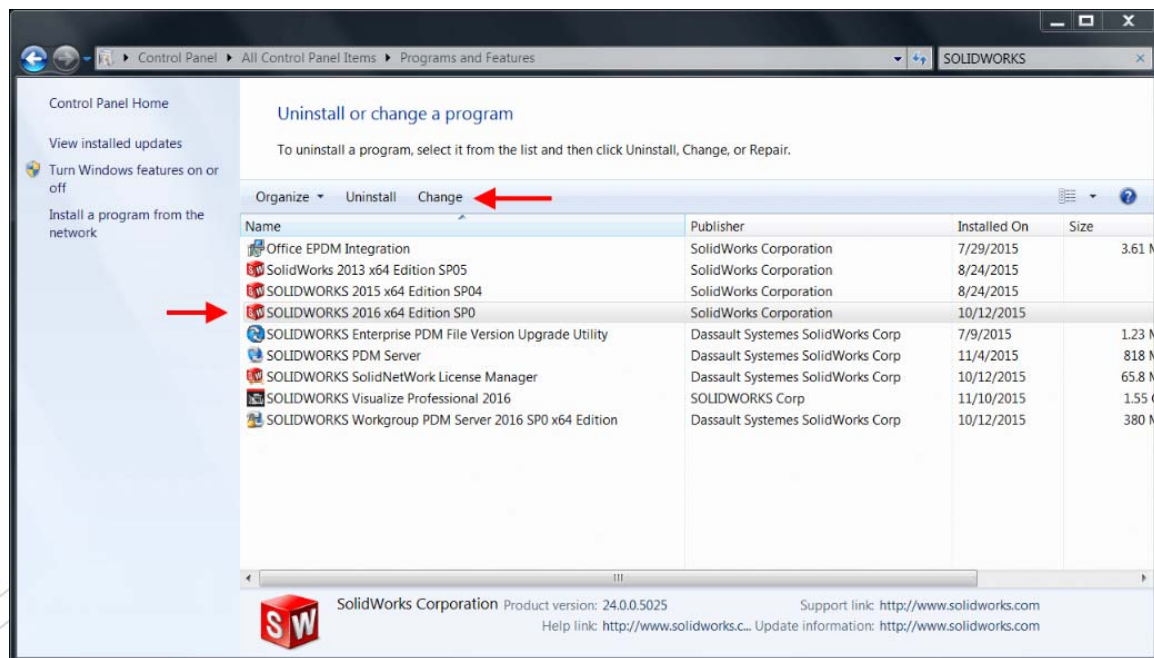 Control Panel ▸ All Control Panel Items ▸ Programs and Features SOLIDWORKS
Control Panel Home
View installed updates
Turn Windows features on or
off
Install a program from the
network
Uninstall or change a program
To uninstall a program, select it from the list and then click Uninstall, Change, or Repair.
Organize Uninstall Change
Name Publisher Installed On Size
Office EPDM Integration SolidWorks Corporation 7/29/2015 3.61
SolidWorks 2013 x64 Edition SP05 SolidWorks Corporation 8/24/2015
SOLIDWORKS 2015 x64 Edition SP04 SolidWorks Corporation 8/24/2015
SOLIDWORKS 2016 x64 Edition SP0 SolidWorks Corporation 10/12/2015
SOLIDWORKS Enterprise PDM File Version Upgrade Utility Dassault Systemes SolidWorks Corp 7/9/2015 1.23
SOLIDWORKS PDM Server Dassault Systemes SolidWorks Corp 11/4/2015 818
SOLIDWORKS SolidNetWork License Manager Dassault Systemes SolidWorks Corp 10/12/2015 65.8
SOLIDWORKS Visualize Professional 2016 SOLIDWORKS Corp 11/10/2015 1.55
SOLIDWORKS Workgroup PDM Server 2016 SP0 x64 Edition Dassault Systemes SolidWorks Corp 10/12/2015 380
SW SolidWorks Corporation Product version: 24.0.0.5025 Support link: http://www.solidworks.com
Help link: http://www.solidworks.c... Update information: http://www.solidworks.com